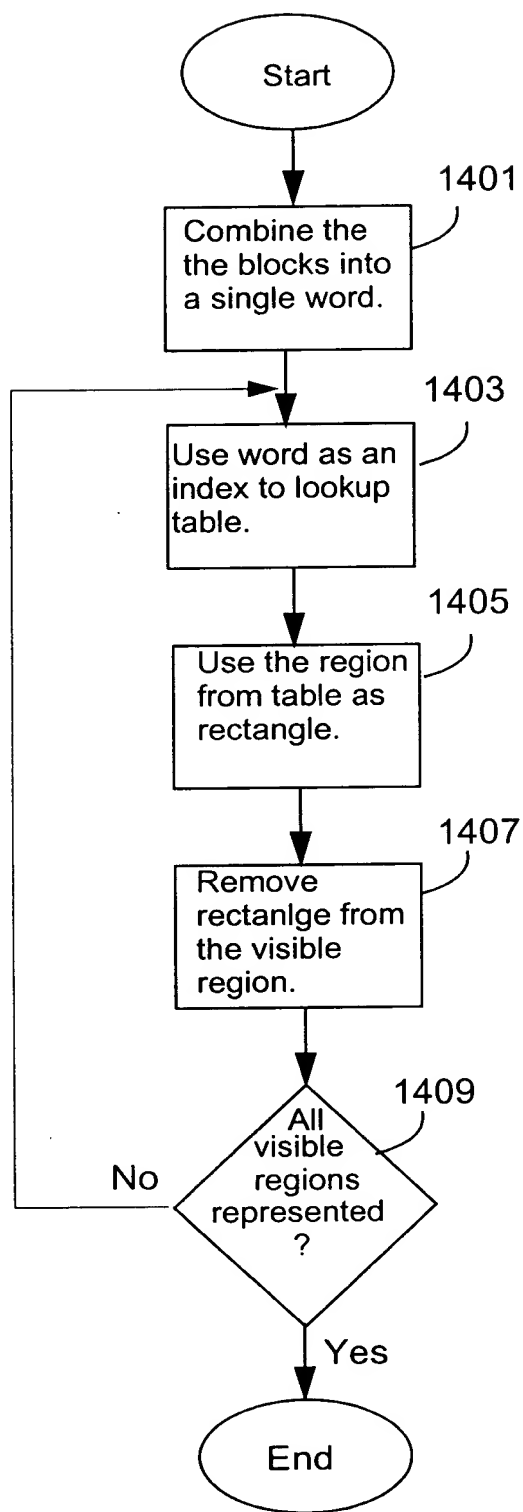 Start
1401
Combine the
the blocks into
a single word.
1403
Use word as an
index to lookup
table.
1405
Use the region
from table as
rectangle.
1407
Remove
rectanlge from
the visible
region.
1409
All
visible
regions
represented
?
No
Yes
End